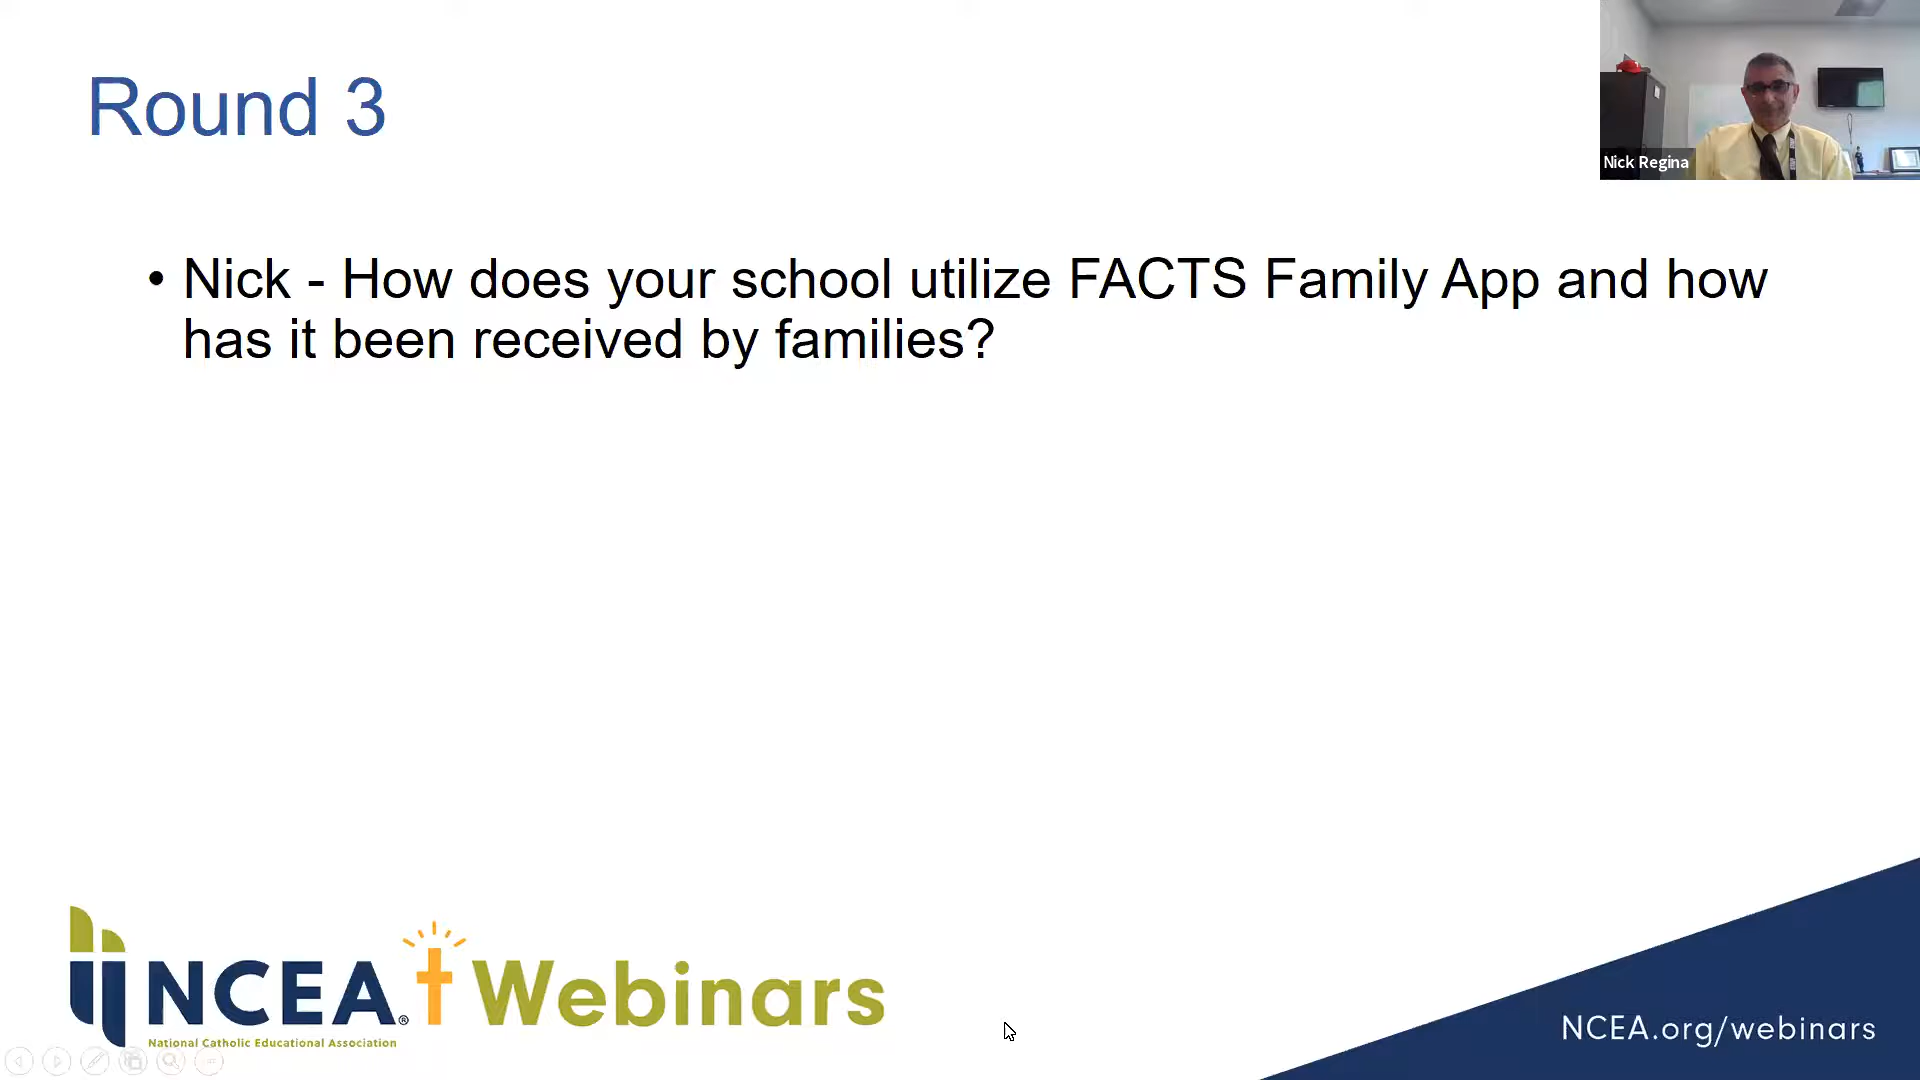 Round 3
Nick Regina
• Nick - How does your school utilize FACTS Family App and how
has it been received by families?
NCEA® Webinars
National Catholic Educational Association
NCEA.org/webinars